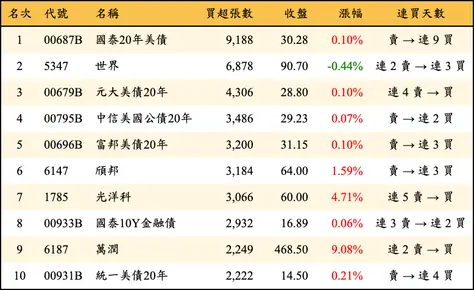 名次 代號 名稱 買超張數 收盤 漲幅 連買天數
1 00687B 國泰20年美債 9,188 30.28 0.10% 賣 → 連 9 買
2 5347 世界 6,878 90.70 -0.44% 連 2 賣 → 連 3 買
3 00679B 元大美債20年 4,306 28.80 0.10% 連 4 賣 → 買
4 00795B 中信美國公債20年 3,486 29.23 0.07% 賣 → 連 2 買
5 00696B 富邦美債20年 3,200 31.15 0.10% 賣 → 連 3 買
6 6147 頎邦 3,184 64.00 1.59% 賣 → 連 3 買
7 1785 光洋科 3,066 60.00 4.71% 連 5 賣 → 買
8 00933B 國泰10Y金融債 2,932 16.89 0.06% 連 3 賣 → 連 2 買
9 6187 萬潤 2,249 468.50 9.08% 連 2 賣 → 買
10 00931B 統一美債20年 2,222 14.50 0.21% 賣 → 連 4 買